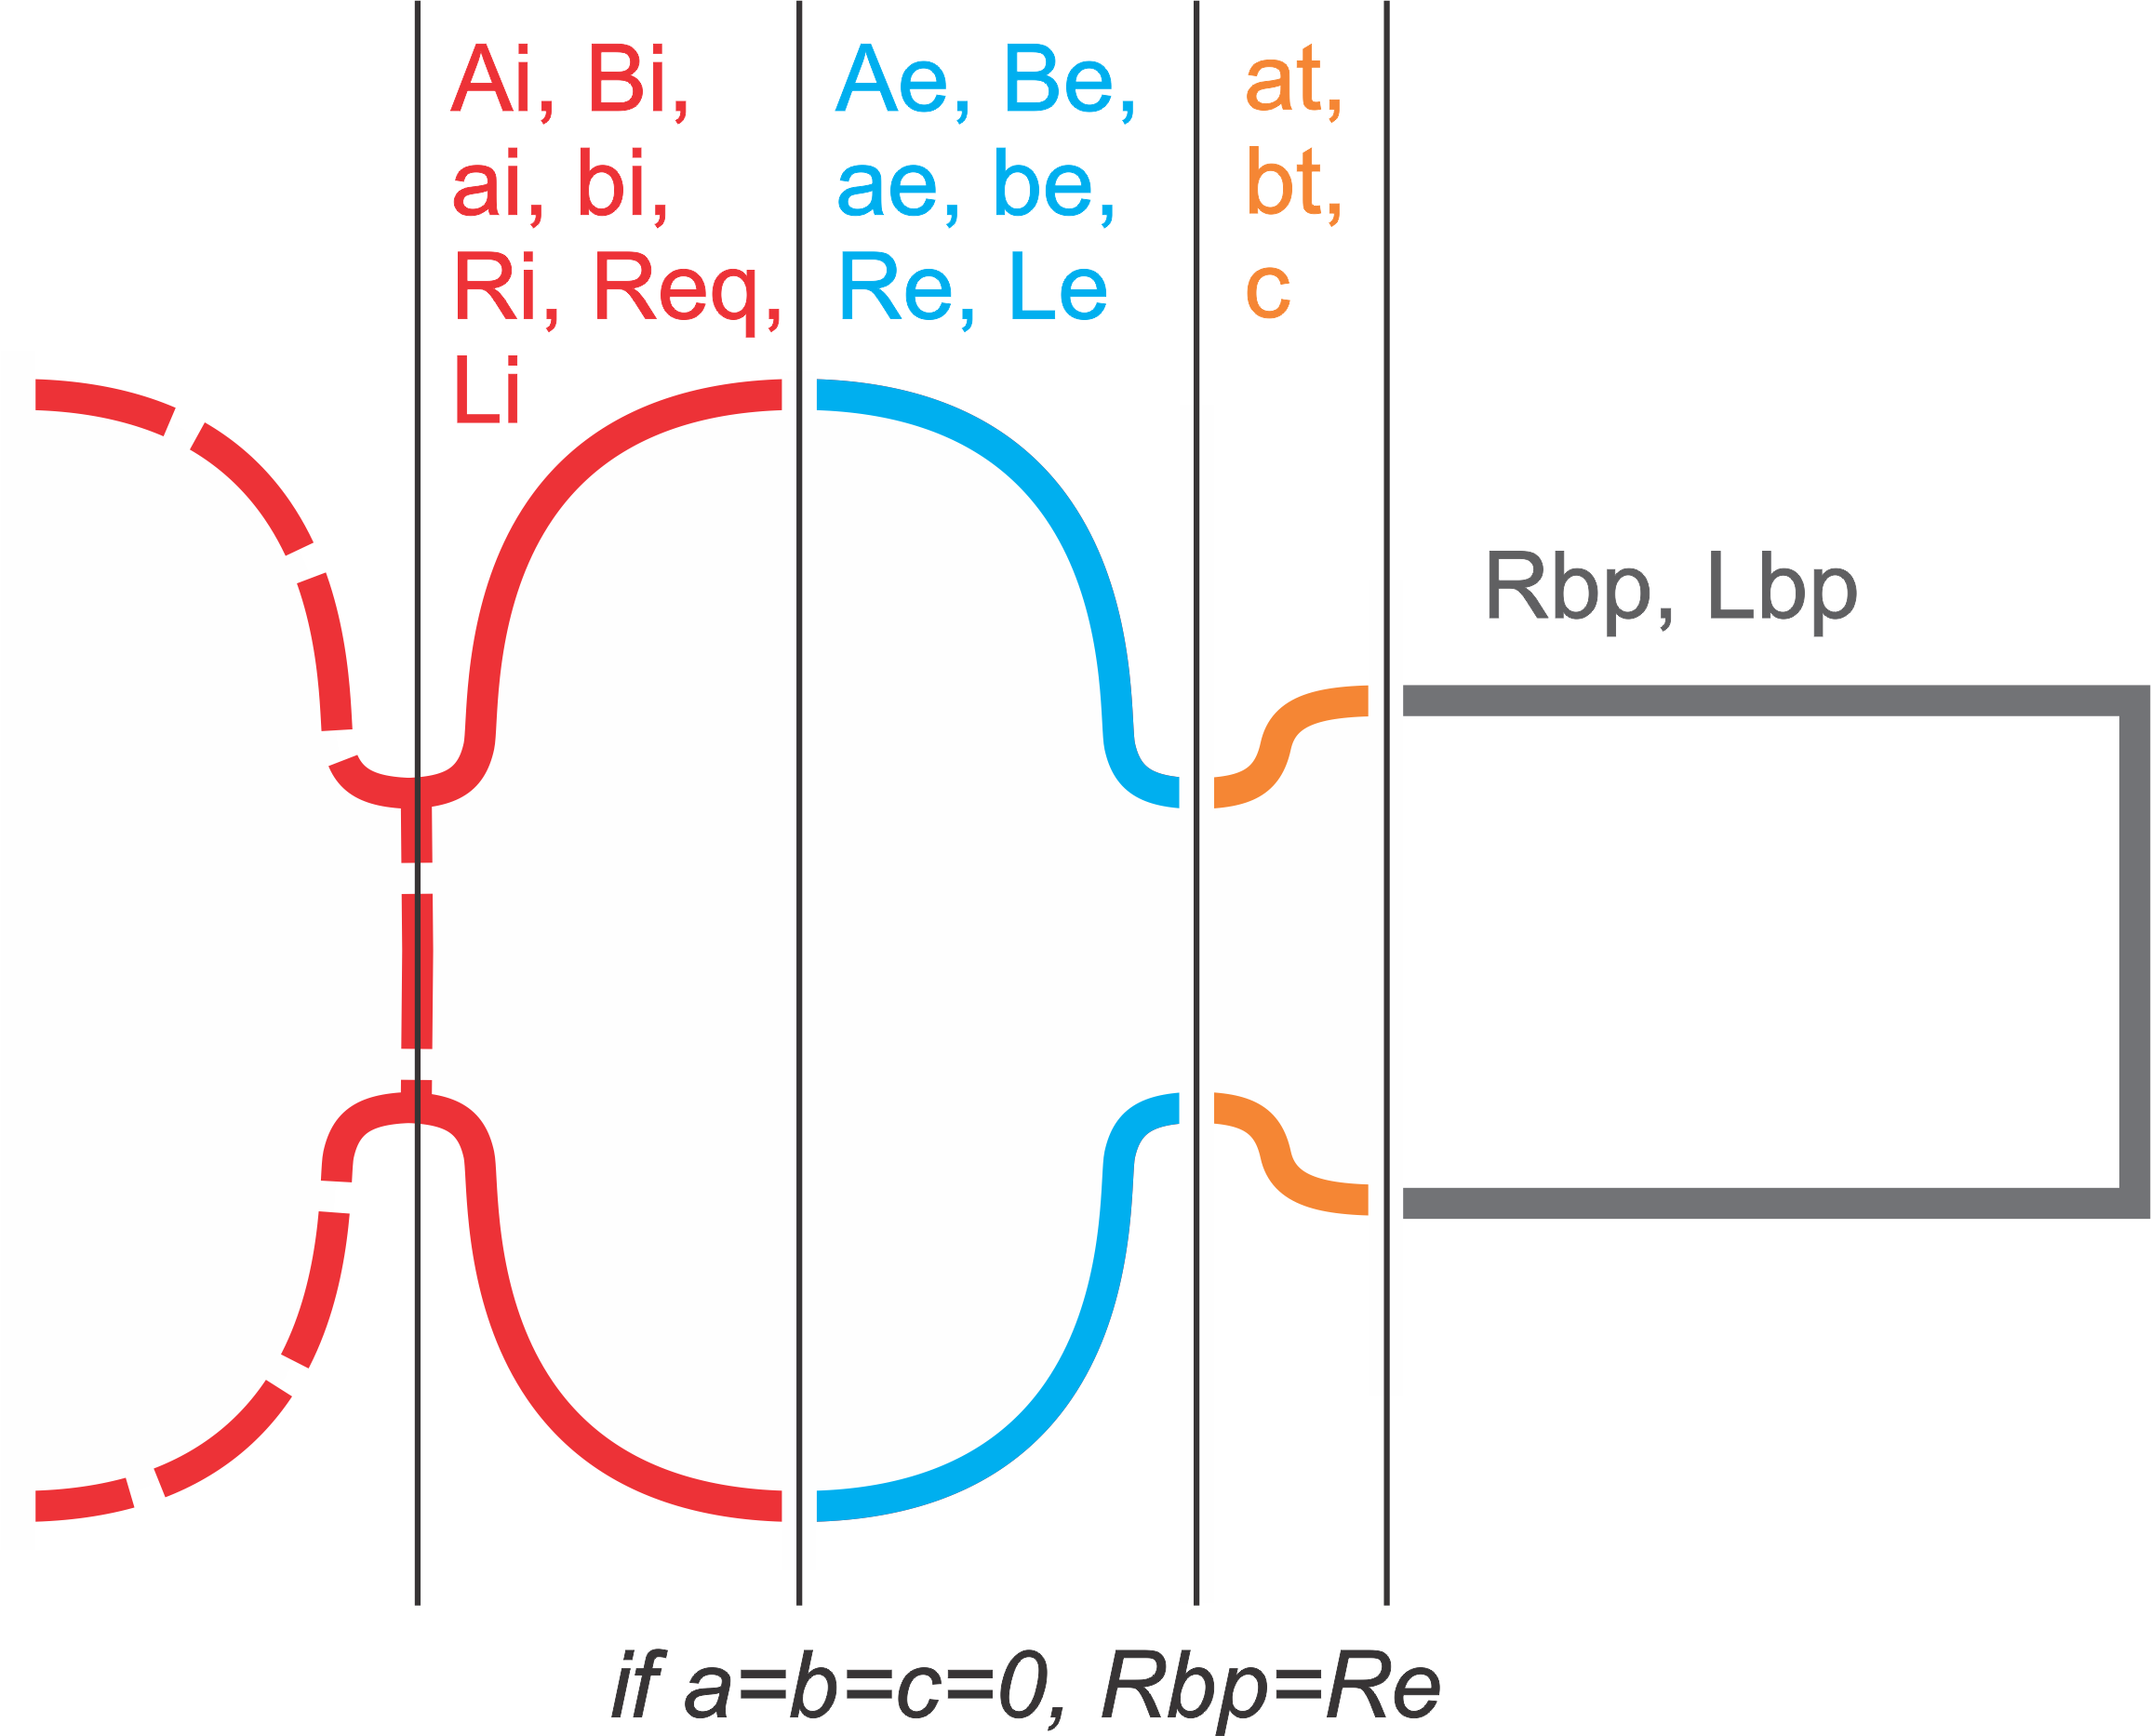 Ai, Bi,
ai, bi,
Ri, Req,
Li
Ae, Be,
ae, be,
Re, Le
at,
bt,
c
Rbp, Lbp
if a=b=c=0, Rbp=Re